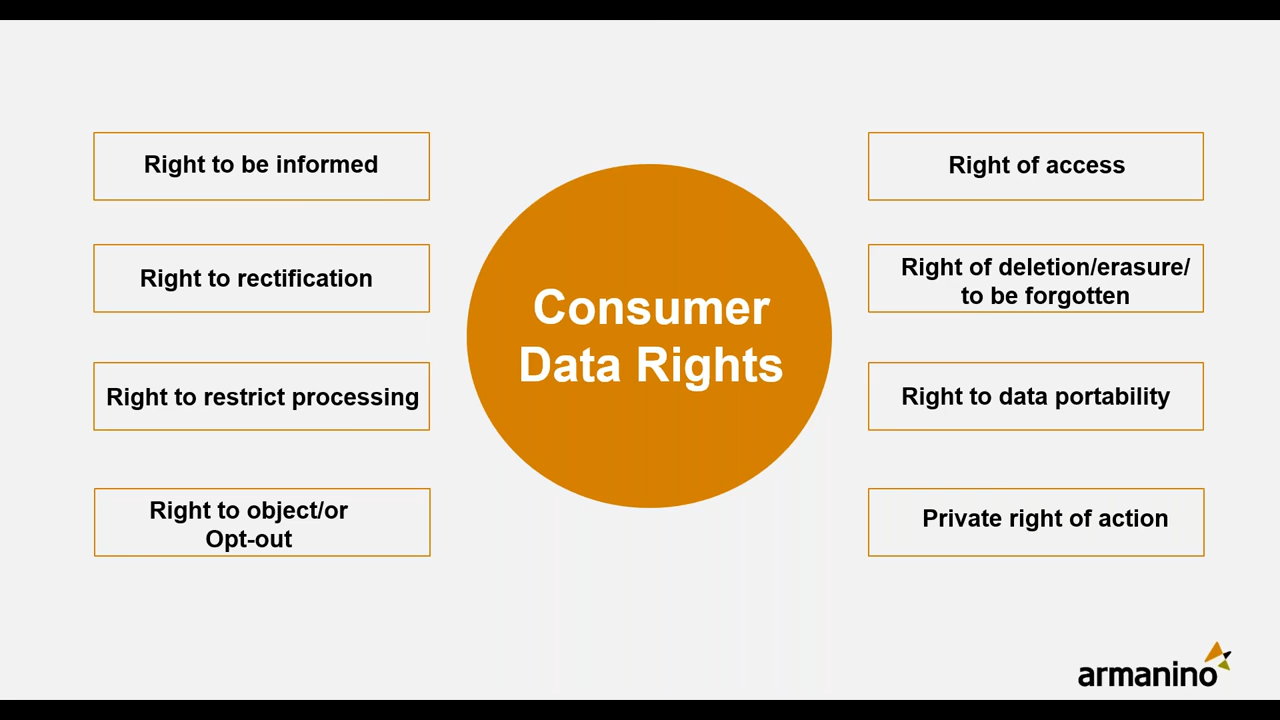 Right to be informed
Right to rectification
Right to restrict processing
Right to object/or
Opt-out
Consumer
Data Rights
Right of access
Right of deletion/erasure/
to be forgotten
Right to data portability
Private right of action
armanino